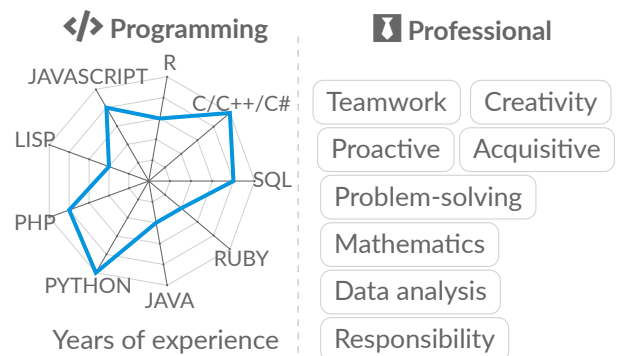 </> Programming
R
JAVASCRIPT
C/C++/C#
LISP
SQL
PHP
RUBY
PYTHON
JAVA
Years of experience
Professional
Teamwork
Creativity
Proactive
Acquisitive
Problem-solving
Mathematics
Data analysis
Responsibility